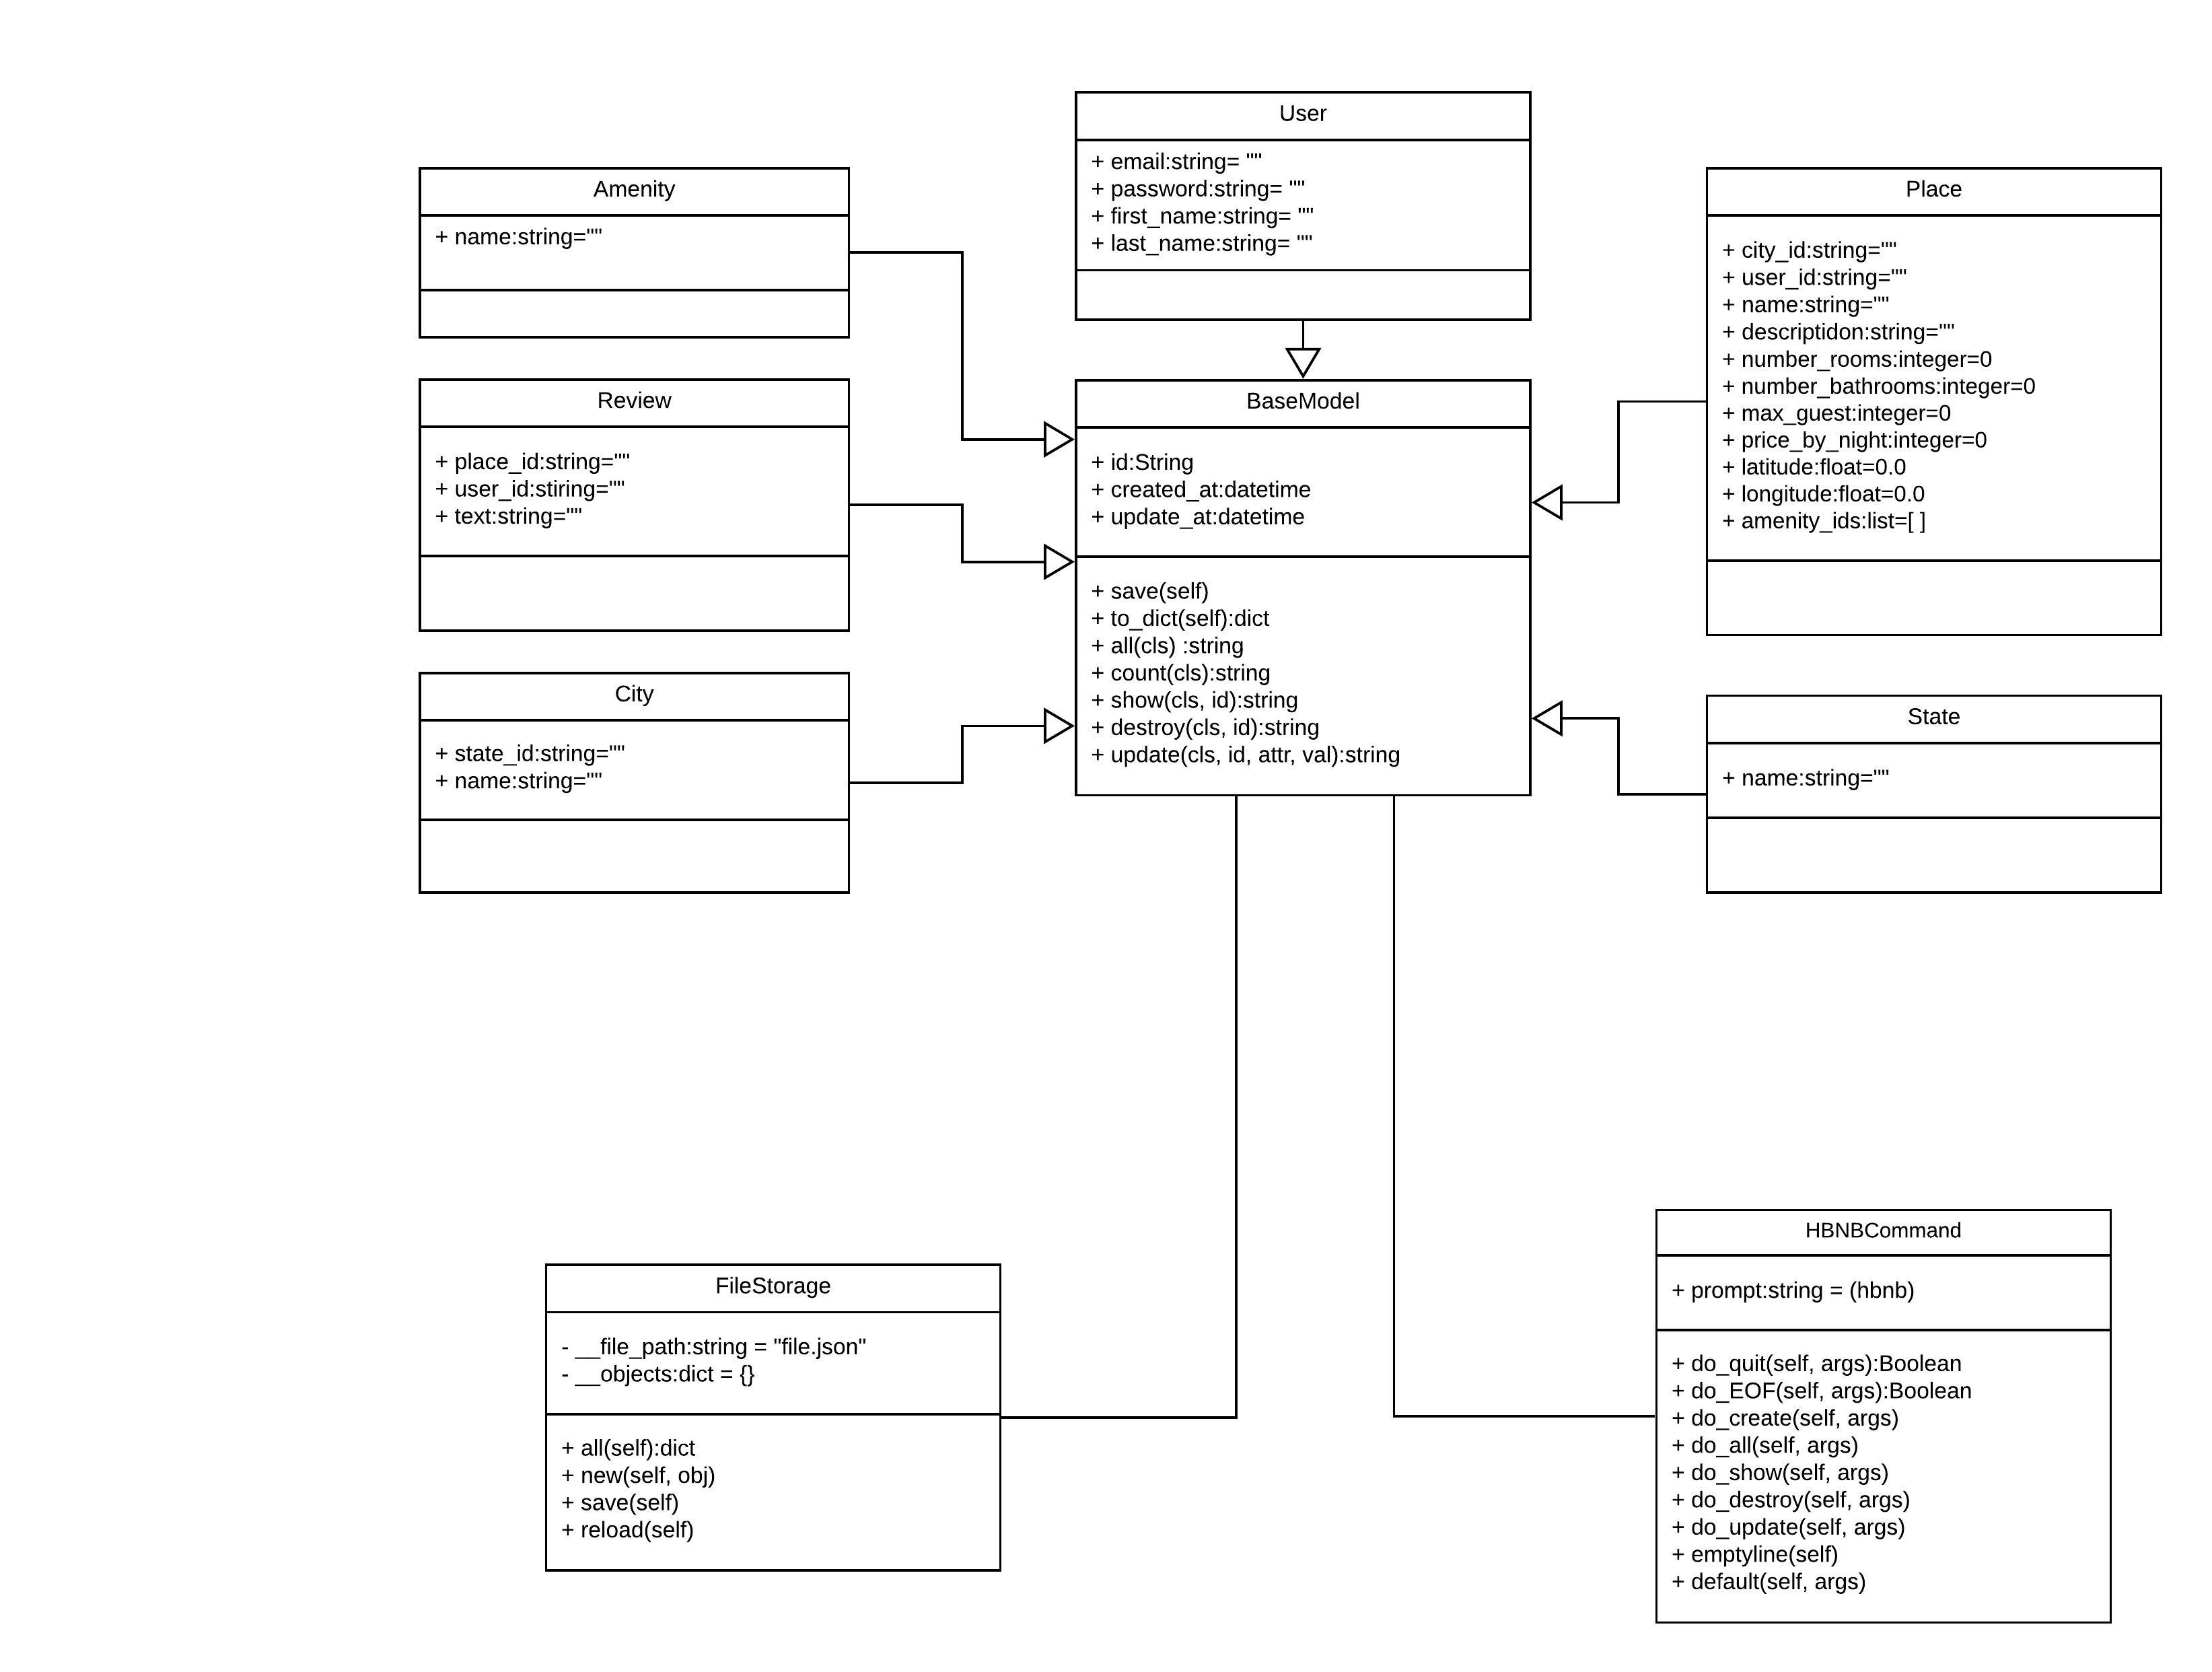 User
+ email:string= ""
+ password:string= ""
+ first_name:string= ""
+ last_name:string= ""
Amenity
+ name:string=""
Place
+ city_id:string=""
+ user_id:string=""
+ name:string=""
+ descriptidon:string=""
+ number_rooms:integer=0
+ number_bathrooms:integer=0
+ max_guest:integer=0
+ price_by_night:integer=0
+ latitude:float=0.0
+ longitude:float=0.0
+ amenity_ids:list=[ ]
Review
+ place_id:string=""
+ user_id:stiring=""
+ text:string=""
BaseModel
+ id:String
+ created_at:datetime
+ update_at:datetime
+ save(self)
+ to_dict(self):dict
+ all(cls) :string
+ count(cls):string
+ show(cls, id):string
+ destroy(cls, id):string
+ update(cls, id, attr, val):string
City
+ state_id:string=""
+ name:string=""
State
+ name:string=""
FileStorage
- __file_path:string = "file.json"
- __objects:dict = {}
+ all(self):dict
+ new(self, obj)
+ save(self)
+ reload(self)
HBNBCommand
+ prompt:string = (hbnb)
+ do_quit(self, args):Boolean
+ do_EOF(self, args):Boolean
+ do_create(self, args)
+ do_all(self, args)
+ do_show(self, args)
+ do_destroy(self, args)
+ do_update(self, args)
+ emptyline(self)
+ default(self, args)